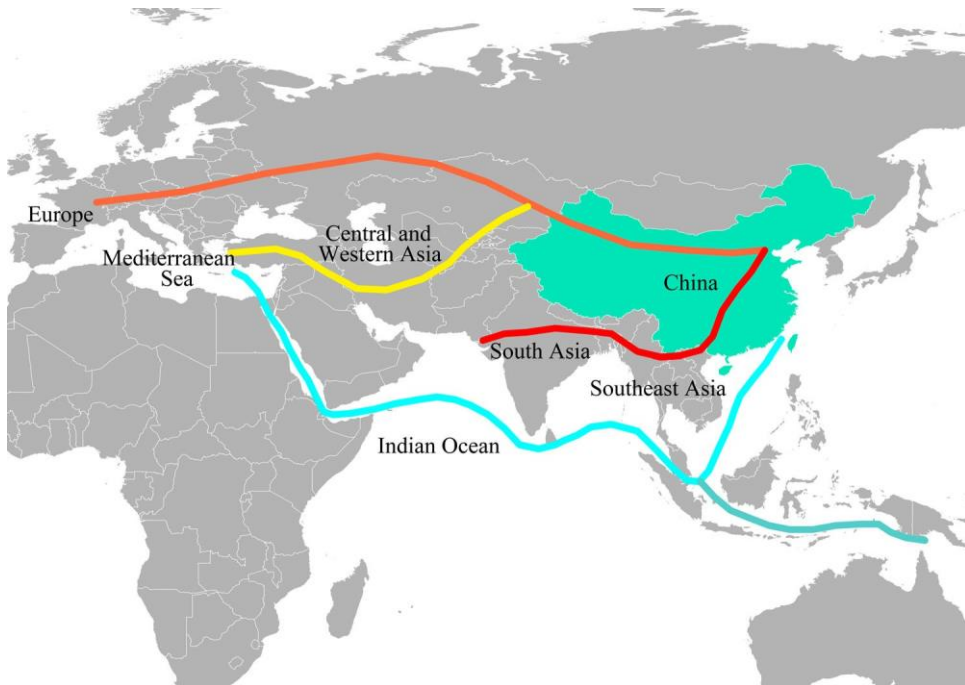 Europe
Central and
Western Asia
Mediterranean
Sea
China
South Asia
Southeast Asia
Indian Ocean